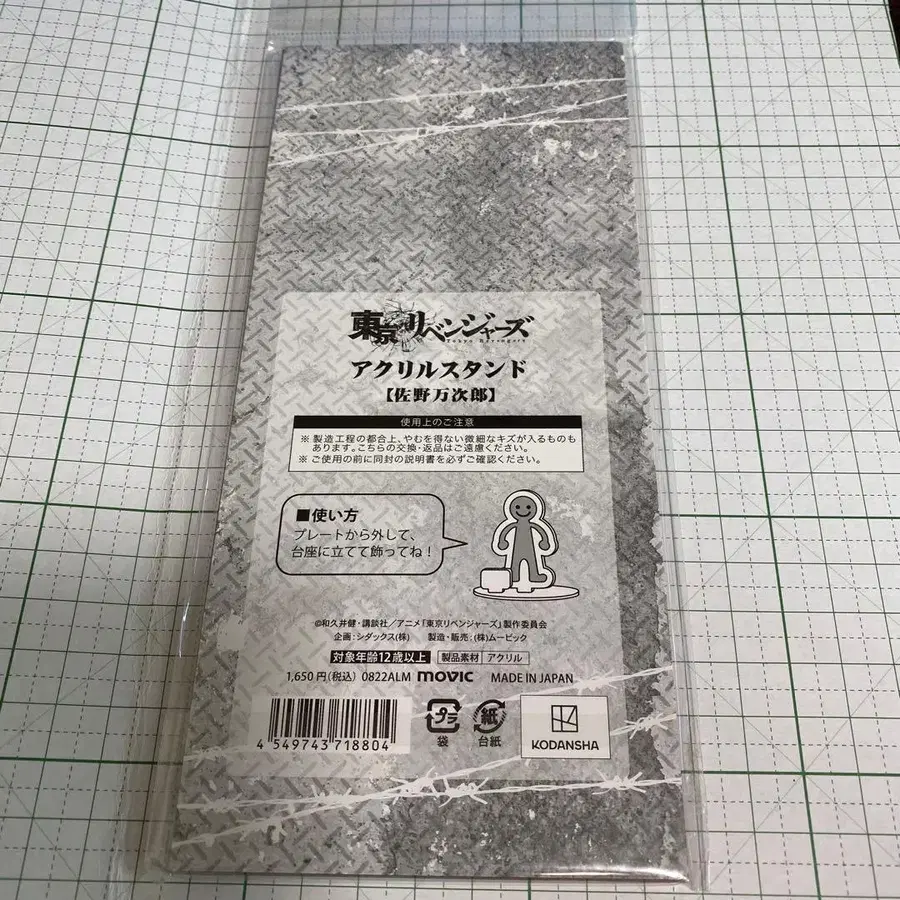 東京リベンジャーズ
Tokyo Revengers
アクリルスタンド
【佐野万次郎】
使用上のご注意
※ 製造工程の都合上、やむを得ない微細なキズが入るものも
あります。こちらの交換・返品はご遠慮ください。
※ ご使用の前に同封の説明書を必ずご確認ください。
■使い方
プレートから外して、
台座に立てて飾ってね!
©和久井健・講談社／アニメ「東京リベンジャーズ」製作委員会
企画：シダックス(株) 製造・販売：(株)ムービック
対象年齢12歳以上 製品素材 アクリル
1,650円(税込) 0822ALM movic MADE IN JAPAN
4 549743 718804
プラ 袋
紙 台紙
KODANSHA